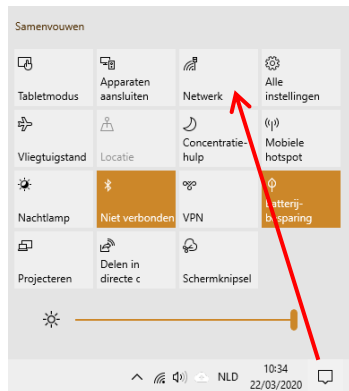 Samenvouwen
Tabletmodus
Apparaten
aansluiten
Netwerk
Alle
instellingen
Vliegtuigstand
Locatie
Concentratie-
hulp
Mobiele
hotspot
Nachtlamp
Niet verbonden
VPN
Batterij-
besparing
Projecteren
Delen in
directe c
Schermknipsel
NLD
10:34
22/03/2020